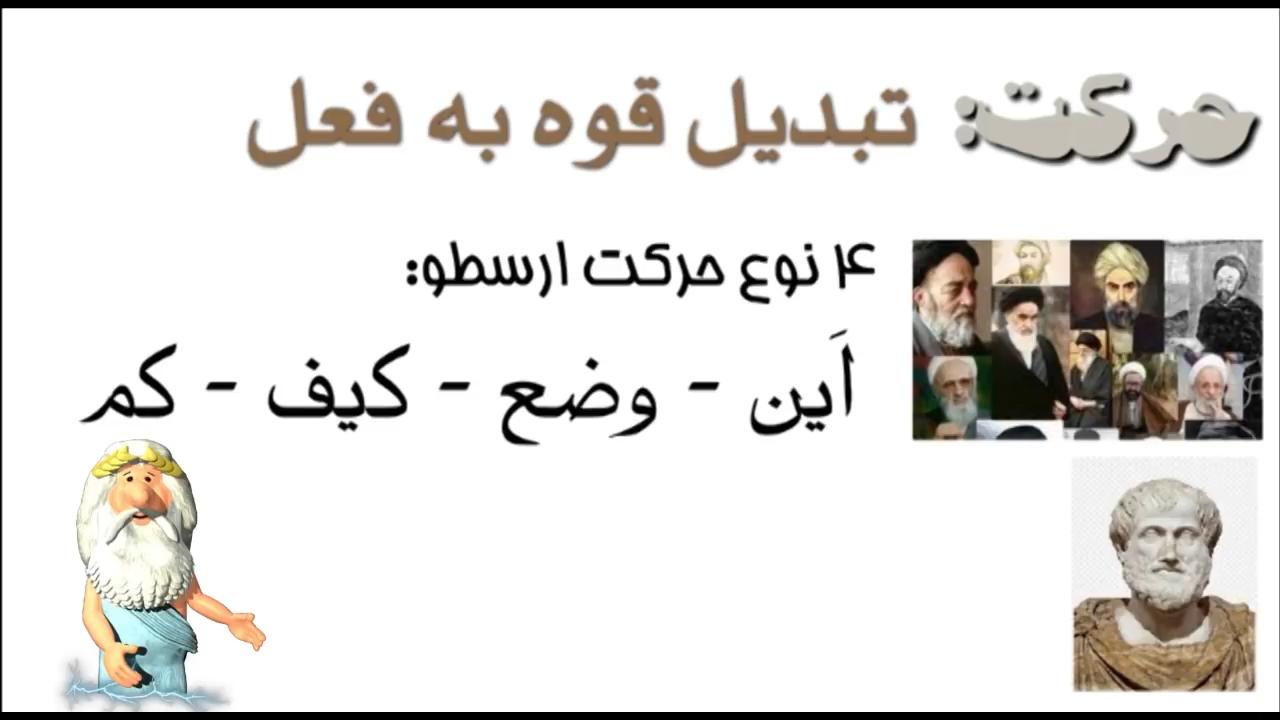 حرکت: تبدیل قوه به فعل
۴ نوع حرکت ارسطو:
اَین - وضع - کیف - کم